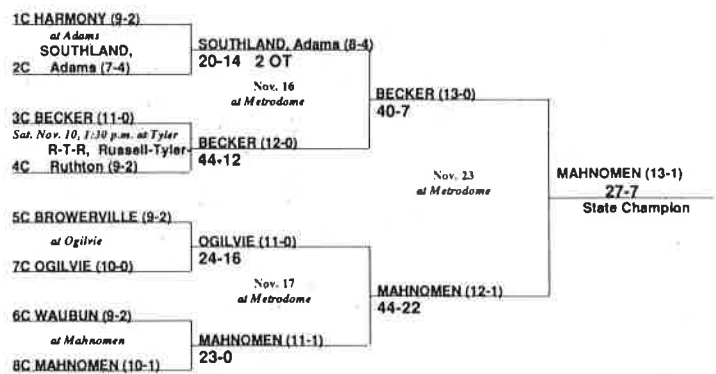 1C HARMONY (9-2)
at Adams
SOUTHLAND,
2C Adams (7-4)
SOUTHLAND, Adams (8-4)
20-14 2 OT
Nov. 16
at Metrodome
3C BECKER (11-0)
Sat. Nov. 10, 1:30 p.m. at Tyler
R-T-R, Russell-Tyler-
4C Ruthton (9-2)
BECKER (12-0)
44-12
BECKER (13-0)
40-7
Nov. 23
at Metrodome
MAHNOMEN (13-1)
27-7
State Champion
5C BROWERVILLE (9-2)
at Ogilvie
7C OGILVIE (10-0)
OGILVIE (11-0)
24-16
Nov. 17
at Metrodome
MAHNOMEN (12-1)
44-22
6C WAUBUN (9-2)
at Mahnomen
8C MAHNOMEN (10-1)
MAHNOMEN (11-1)
23-0